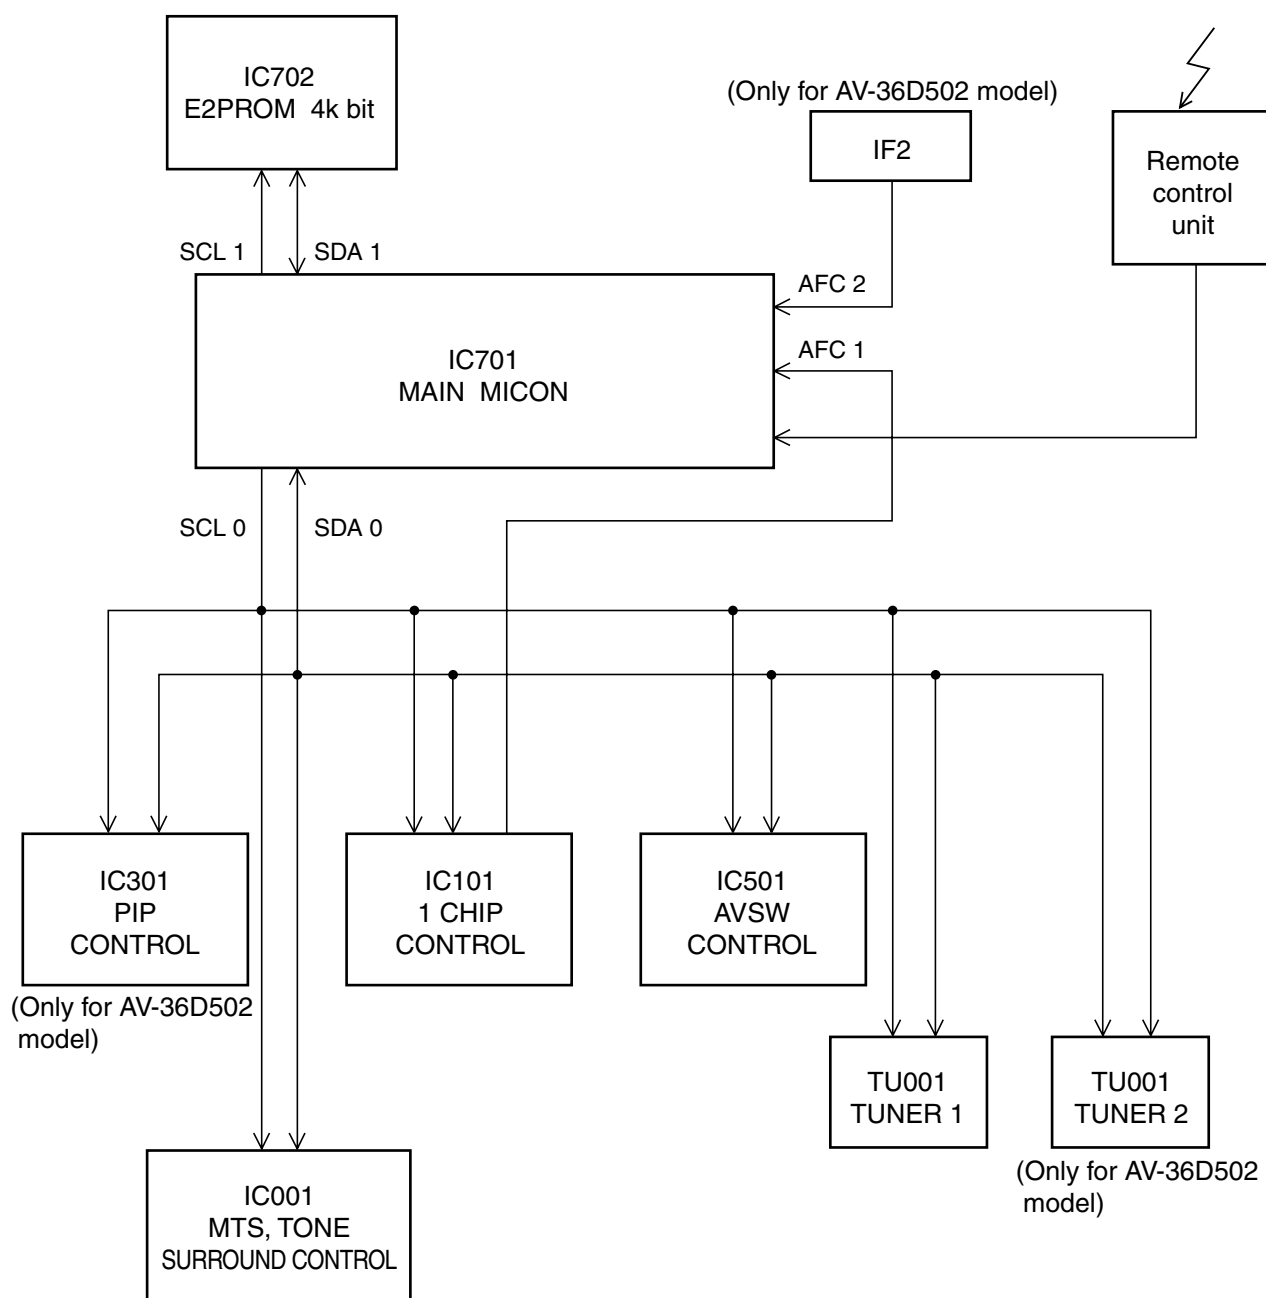 IC702
E2PROM 4k bit
(Only for AV-36D502 model)
IF2
Remote
control
unit
SCL 1
SDA 1
AFC 2
AFC 1
IC701
MAIN MICON
SCL 0
SDA 0
IC301
PIP
CONTROL
(Only for AV-36D502
model)
IC101
1 CHIP
CONTROL
IC501
AVSW
CONTROL
TU001
TUNER 1
TU001
TUNER 2
(Only for AV-36D502
model)
IC001
MTS, TONE
SURROUND CONTROL